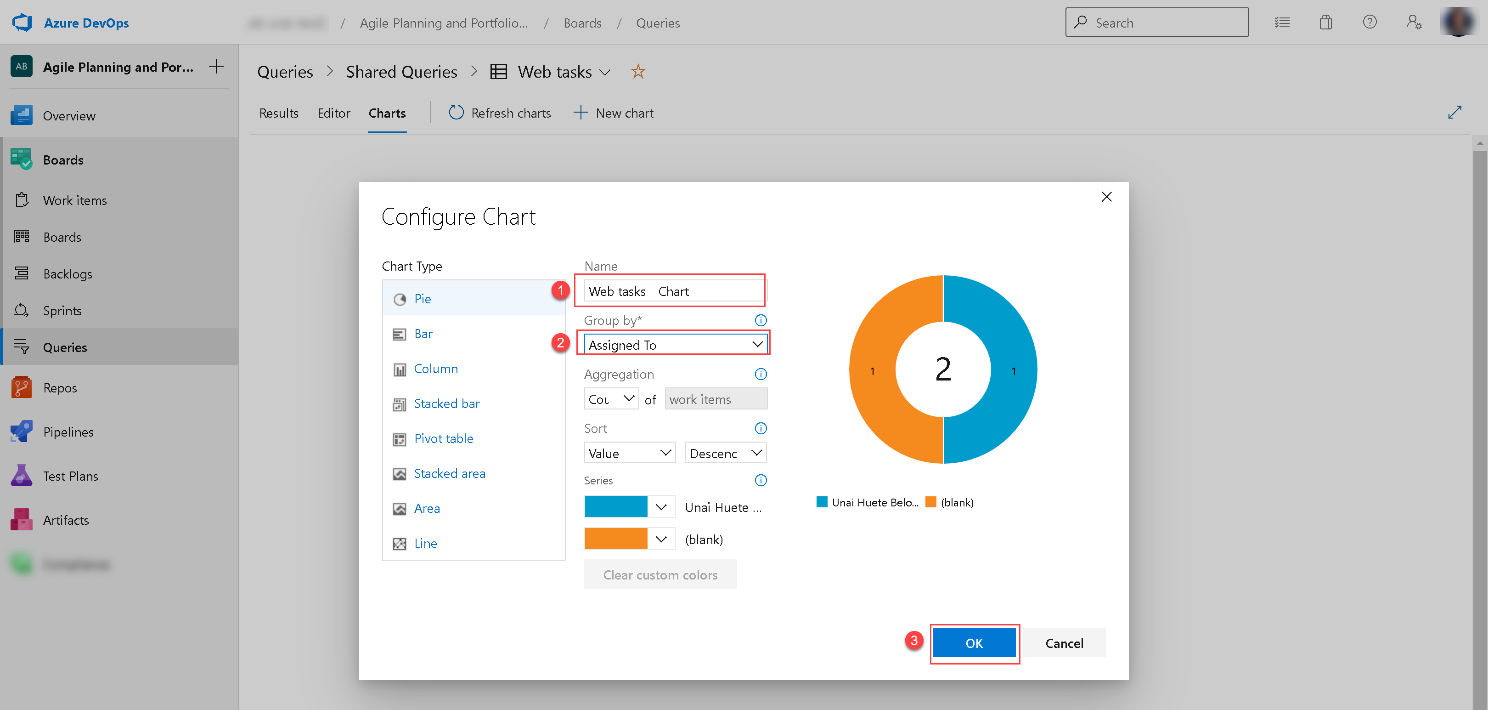 Azure DevOps
/ Agile Planning and Portfolio... / Boards / Queries
Search
AB Agile Planning and Por...
Overview
Boards
Work items
Boards
Backlogs
Sprints
Queries
Repos
Pipelines
Test Plans
Artifacts
Queries > Shared Queries > Web tasks
Results Editor Charts Refresh charts New chart
Configure Chart
Chart Type
Pie
Bar
Column
Stacked bar
Pivot table
Stacked area
Area
Line
Name
1 Web tasks Chart
Group by*
2 Assigned To
Aggregation
Cou of work items
Sort
Value Descenc
Series
Unai Huete ...
(blank)
Clear custom colors
1 2 1
Unai Huete Belo... (blank)
3 OK Cancel